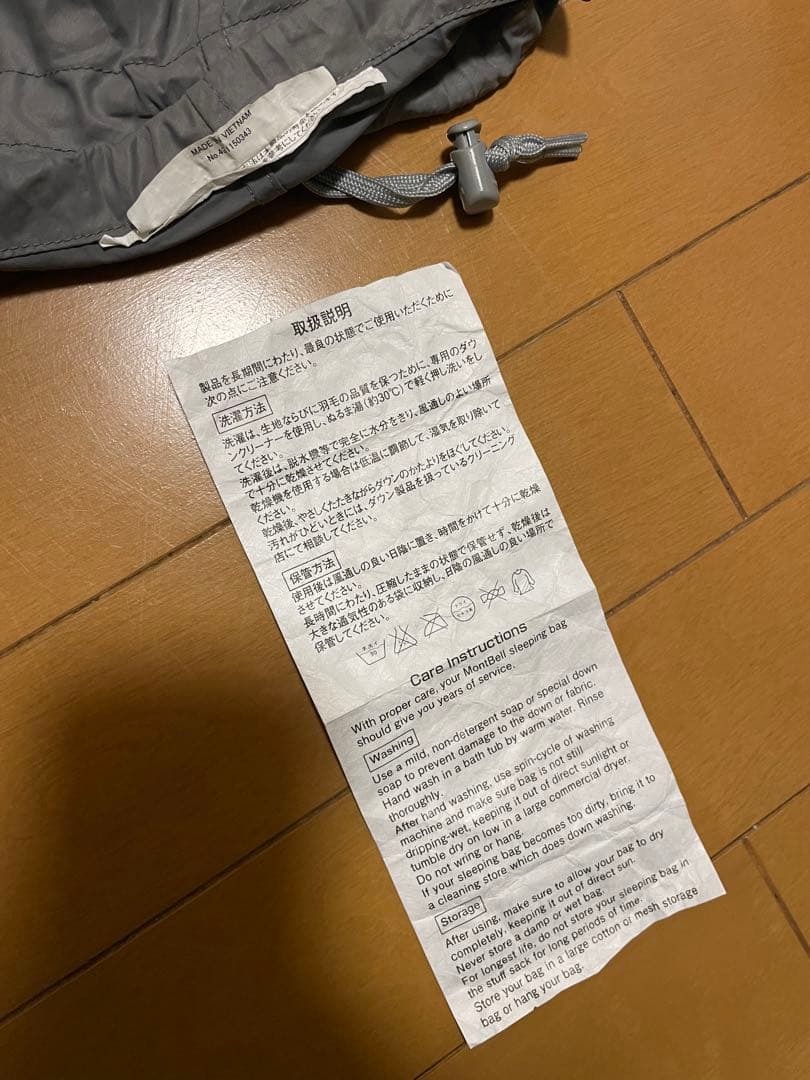 MADE IN VIETNAM
取扱説明
製品を長期間にわたり、最良の状態でご使用いただくために
次の点にご注意ください。
洗濯方法
洗濯は、生地ならびに羽毛の品質を保つために、専用のダウ
ンクリーナーを使用し、ぬるま湯(約30℃)で軽く押し洗いをし
てください。
洗濯後は、脱水機等で完全に水分をきり、風通しのよい場所
で十分に乾燥させてください。
乾燥機を使用する場合は低温に調節して、湿気を取り除いて
ください。
乾燥後、やさしくたたきながらダウンのかたよりをほぐしてください。
汚れがひどいときには、ダウン製品を扱っているクリーニング
店にて相談してください。
保管方法
使用後は風通しの良い日陰に置き、時間をかけて十分に乾燥
させてください。
長時間にわたり、圧縮したままの状態で保管せず、乾燥後は
大きな通気性のある袋に収納し、日陰の風通しの良い場所で
保管してください。
手洗イ
30
Care Instructions
With proper care, your MontBell sleeping bag
should give you years of service.
Washing
Use a mild, non-detergent soap or special down
soap to prevent damage to the down or fabric.
Hand wash in a bath tub by warm water. Rinse
thoroughly.
After hand washing, use spin-cycle of washing
machine and make sure bag is not still
dripping-wet, keeping it out of direct sunlight or
tumble dry on low in a large commercial dryer.
Do not wring or hang.
If your sleeping bag becomes too dirty, bring it to
a cleaning store which does down washing.
Storage
After using, make sure to allow your bag to dry
completely, keeping it out of direct sun.
Never store a damp or wet bag.
For longest life, do not store your sleeping bag in
the stuff sack for long periods of time.
Store your bag in a large cotton or mesh storage
bag or hang your bag.